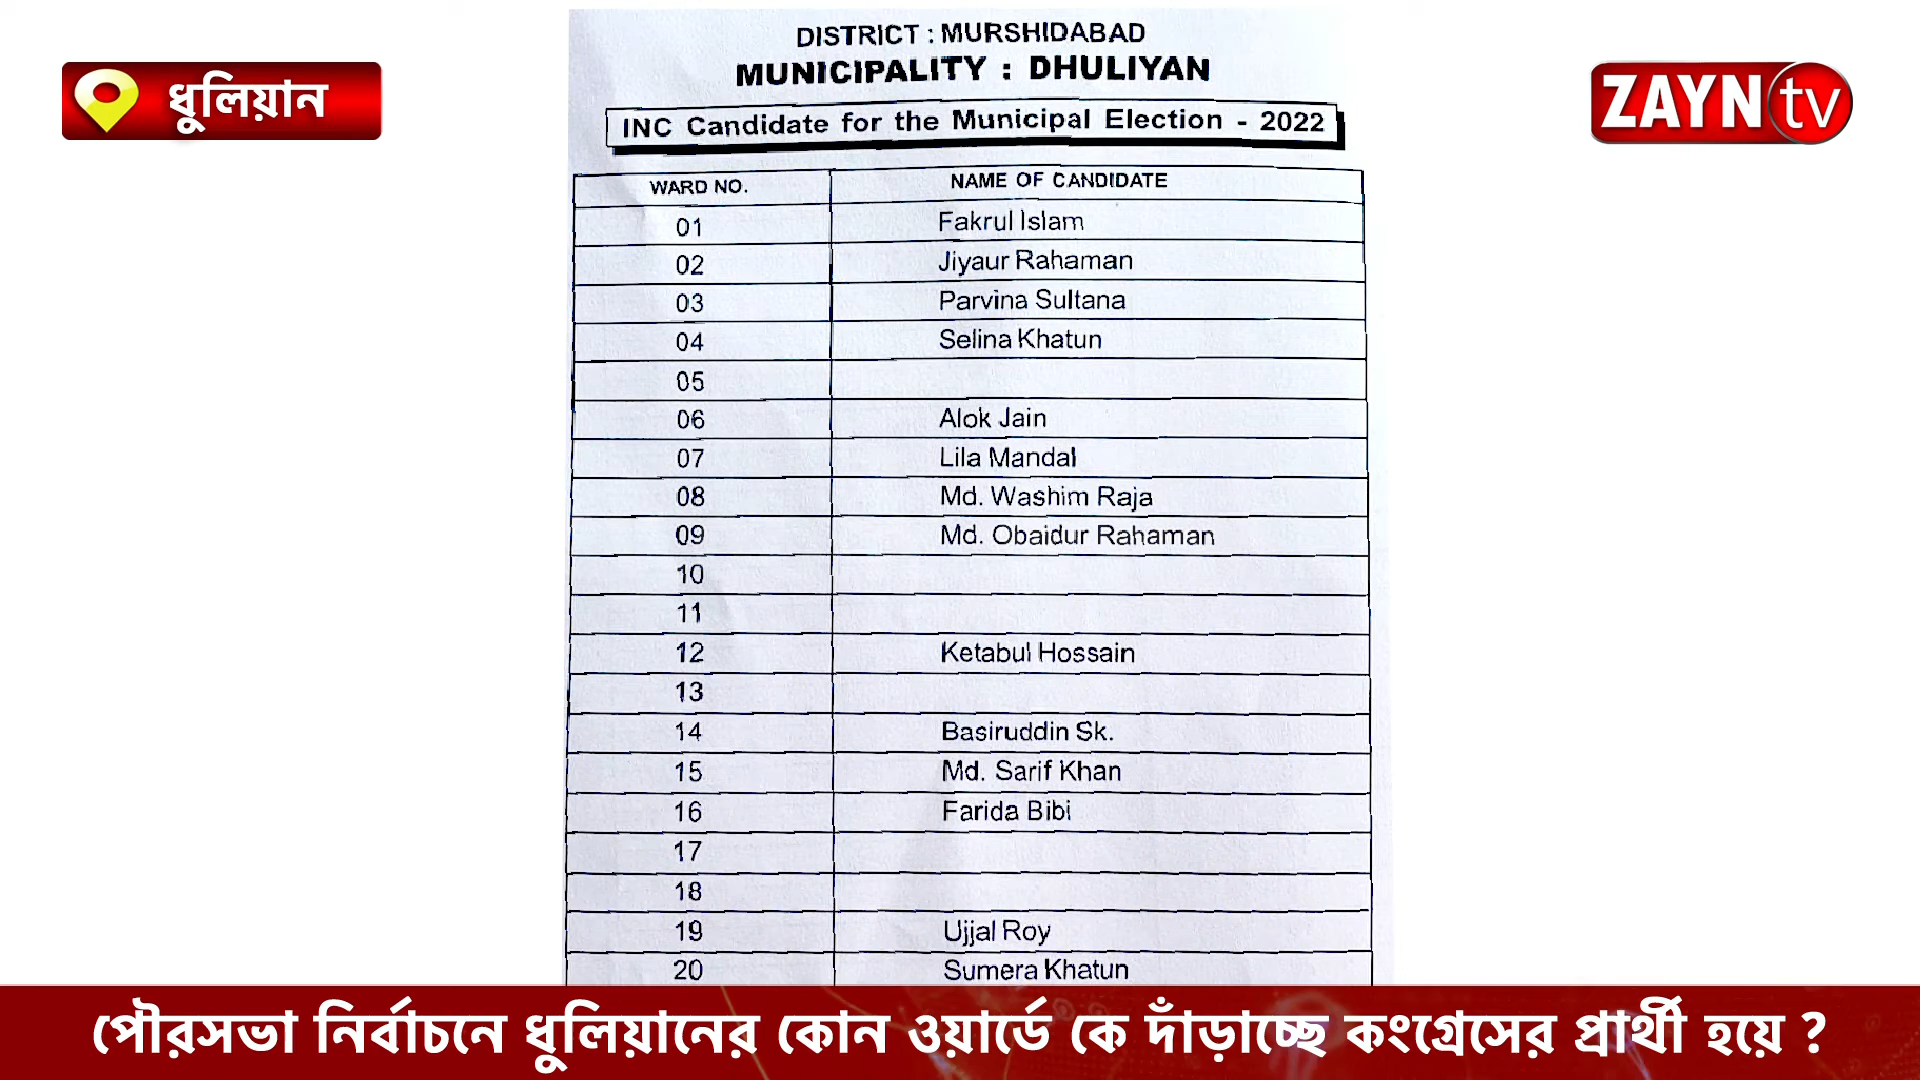 ধুলিয়ান
ZAYN tv
DISTRICT : MURSHIDABAD
MUNICIPALITY : DHULIYAN
INC Candidate for the Municipal Election - 2022
WARD NO. NAME OF CANDIDATE
01 Fakrul Islam
02 Jiyaur Rahaman
03 Parvina Sultana
04 Selina Khatun
05
06 Alok Jain
07 Lila Mandal
08 Md. Washim Raja
09 Md. Obaidur Rahaman
10
11
12 Ketabul Hossain
13
14 Basiruddin Sk.
15 Md. Sarif Khan
16 Farida Bibi
17
18
19 Ujjal Roy
20 Sumera Khatun
পৌরসভা নির্বাচনে ধুলিয়ানের কোন ওয়ার্ডে কে দাঁড়াচ্ছে কংগ্রেসের প্রার্থী হয়ে ?